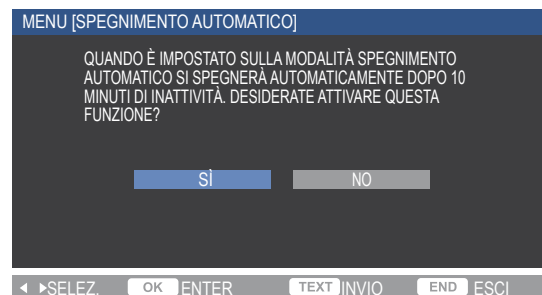 MENU [SPEGNIMENTO AUTOMATICO]
QUANDO È IMPOSTATO SULLA MODALITÀ SPEGNIMENTO
AUTOMATICO SI SPEGNERÀ AUTOMATICAMENTE DOPO 10
MINUTI DI INATTIVITÀ. DESIDERATE ATTIVARE QUESTA
FUNZIONE?
SÌ NO
◄ ►SELEZ. OK ENTER TEXT INVIO END ESCI